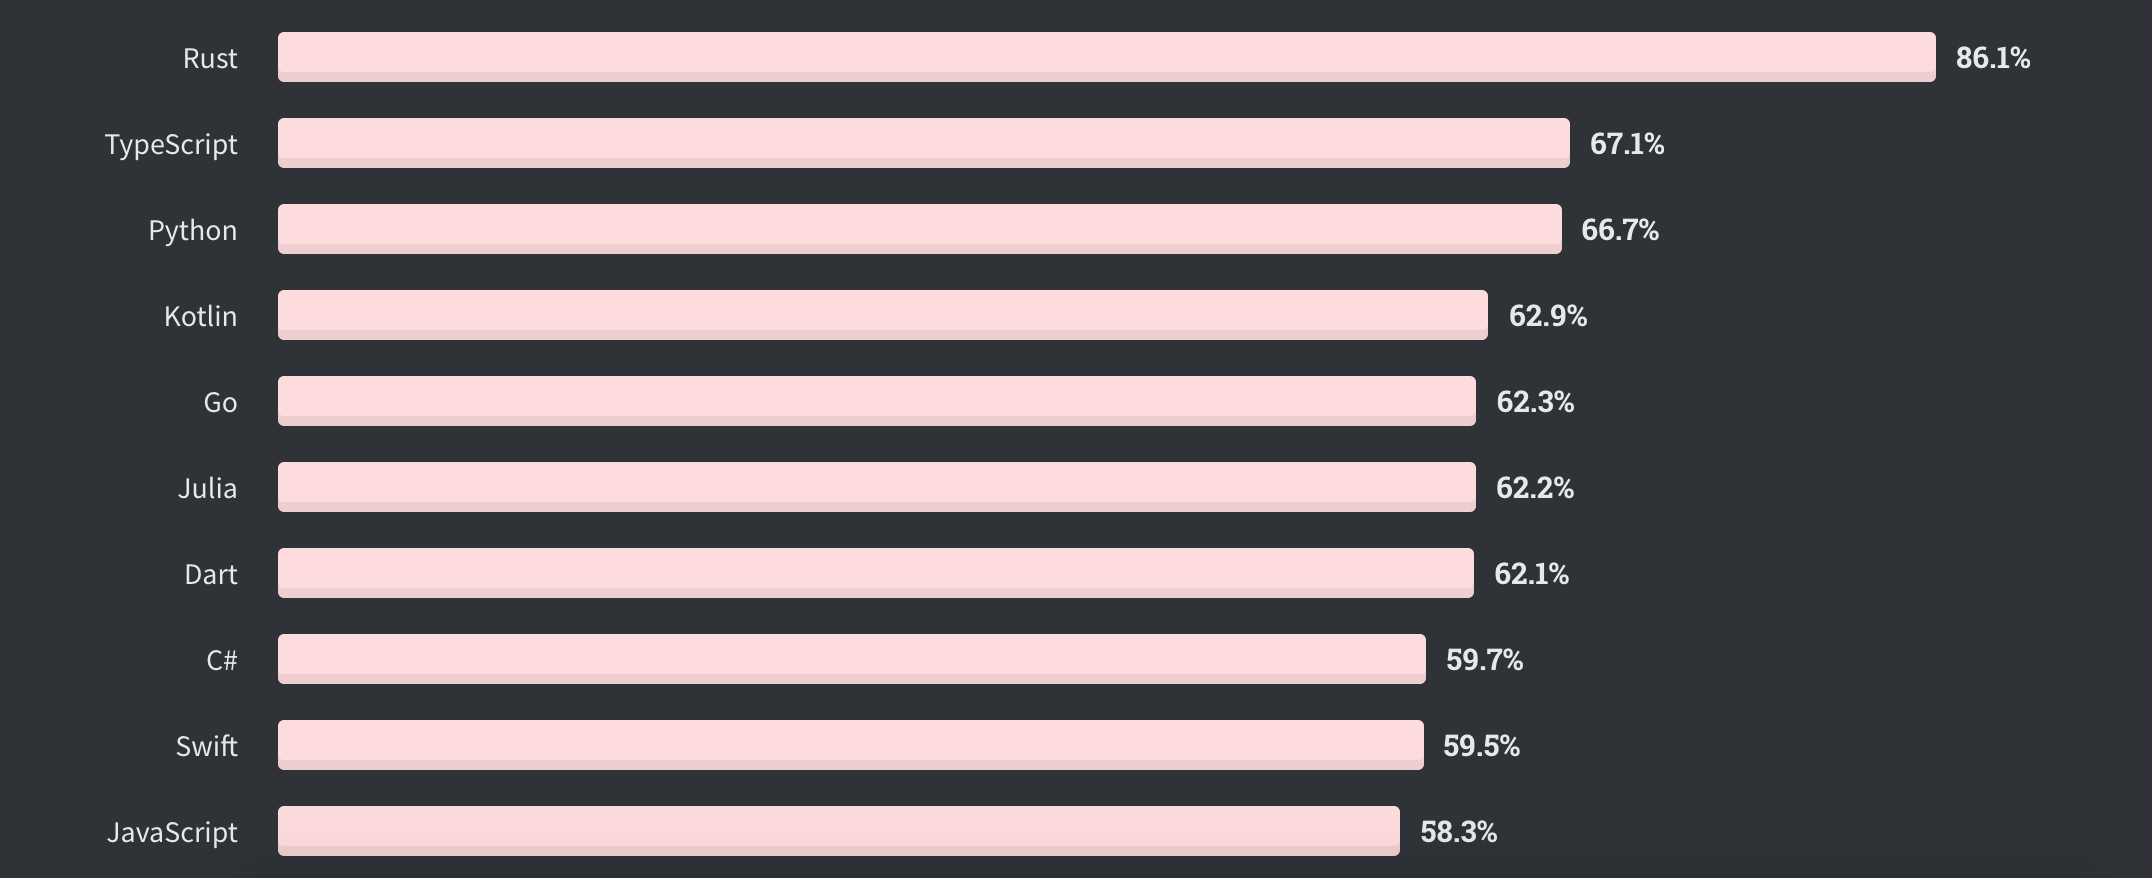 Rust 86.1%
TypeScript 67.1%
Python 66.7%
Kotlin 62.9%
Go 62.3%
Julia 62.2%
Dart 62.1%
C# 59.7%
Swift 59.5%
JavaScript 58.3%